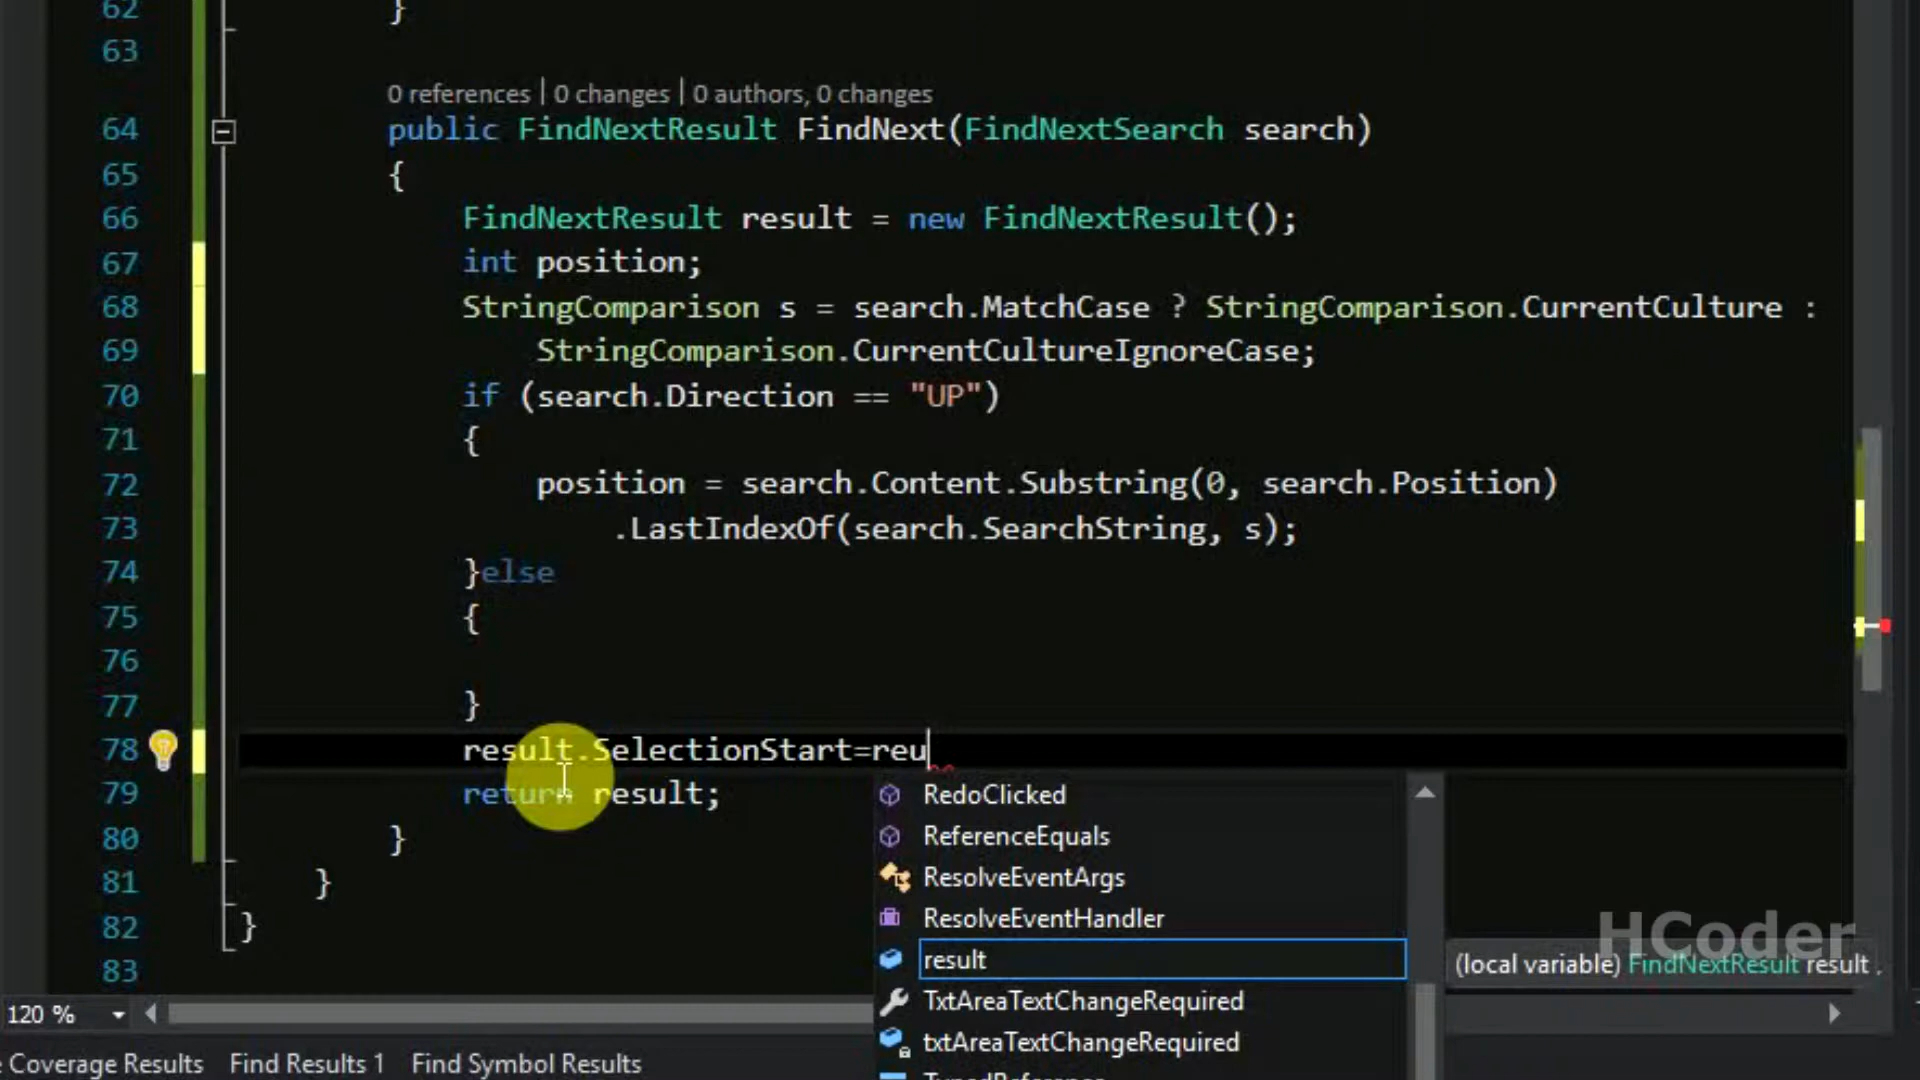 62 }
63
0 references | 0 changes | 0 authors, 0 changes
64 public FindNextResult FindNext(FindNextSearch search)
65 {
66 FindNextResult result = new FindNextResult();
67 int position;
68 StringComparison s = search.MatchCase ? StringComparison.CurrentCulture :
69 StringComparison.CurrentCultureIgnoreCase;
70 if (search.Direction == "UP")
71 {
72 position = search.Content.Substring(0, search.Position)
73 .LastIndexOf(search.SearchString, s);
74 }else
75 {
76
77 }
78 result.SelectionStart=reu
79 return result;
80 }
81 }
82 }
83
RedoClicked
ReferenceEquals
ResolveEventArgs
ResolveEventHandler
result
(local variable) FindNextResult result
TxtAreaTextChangeRequired
txtAreaTextChangeRequired
HCoder
120 %
Coverage Results Find Results 1 Find Symbol Results